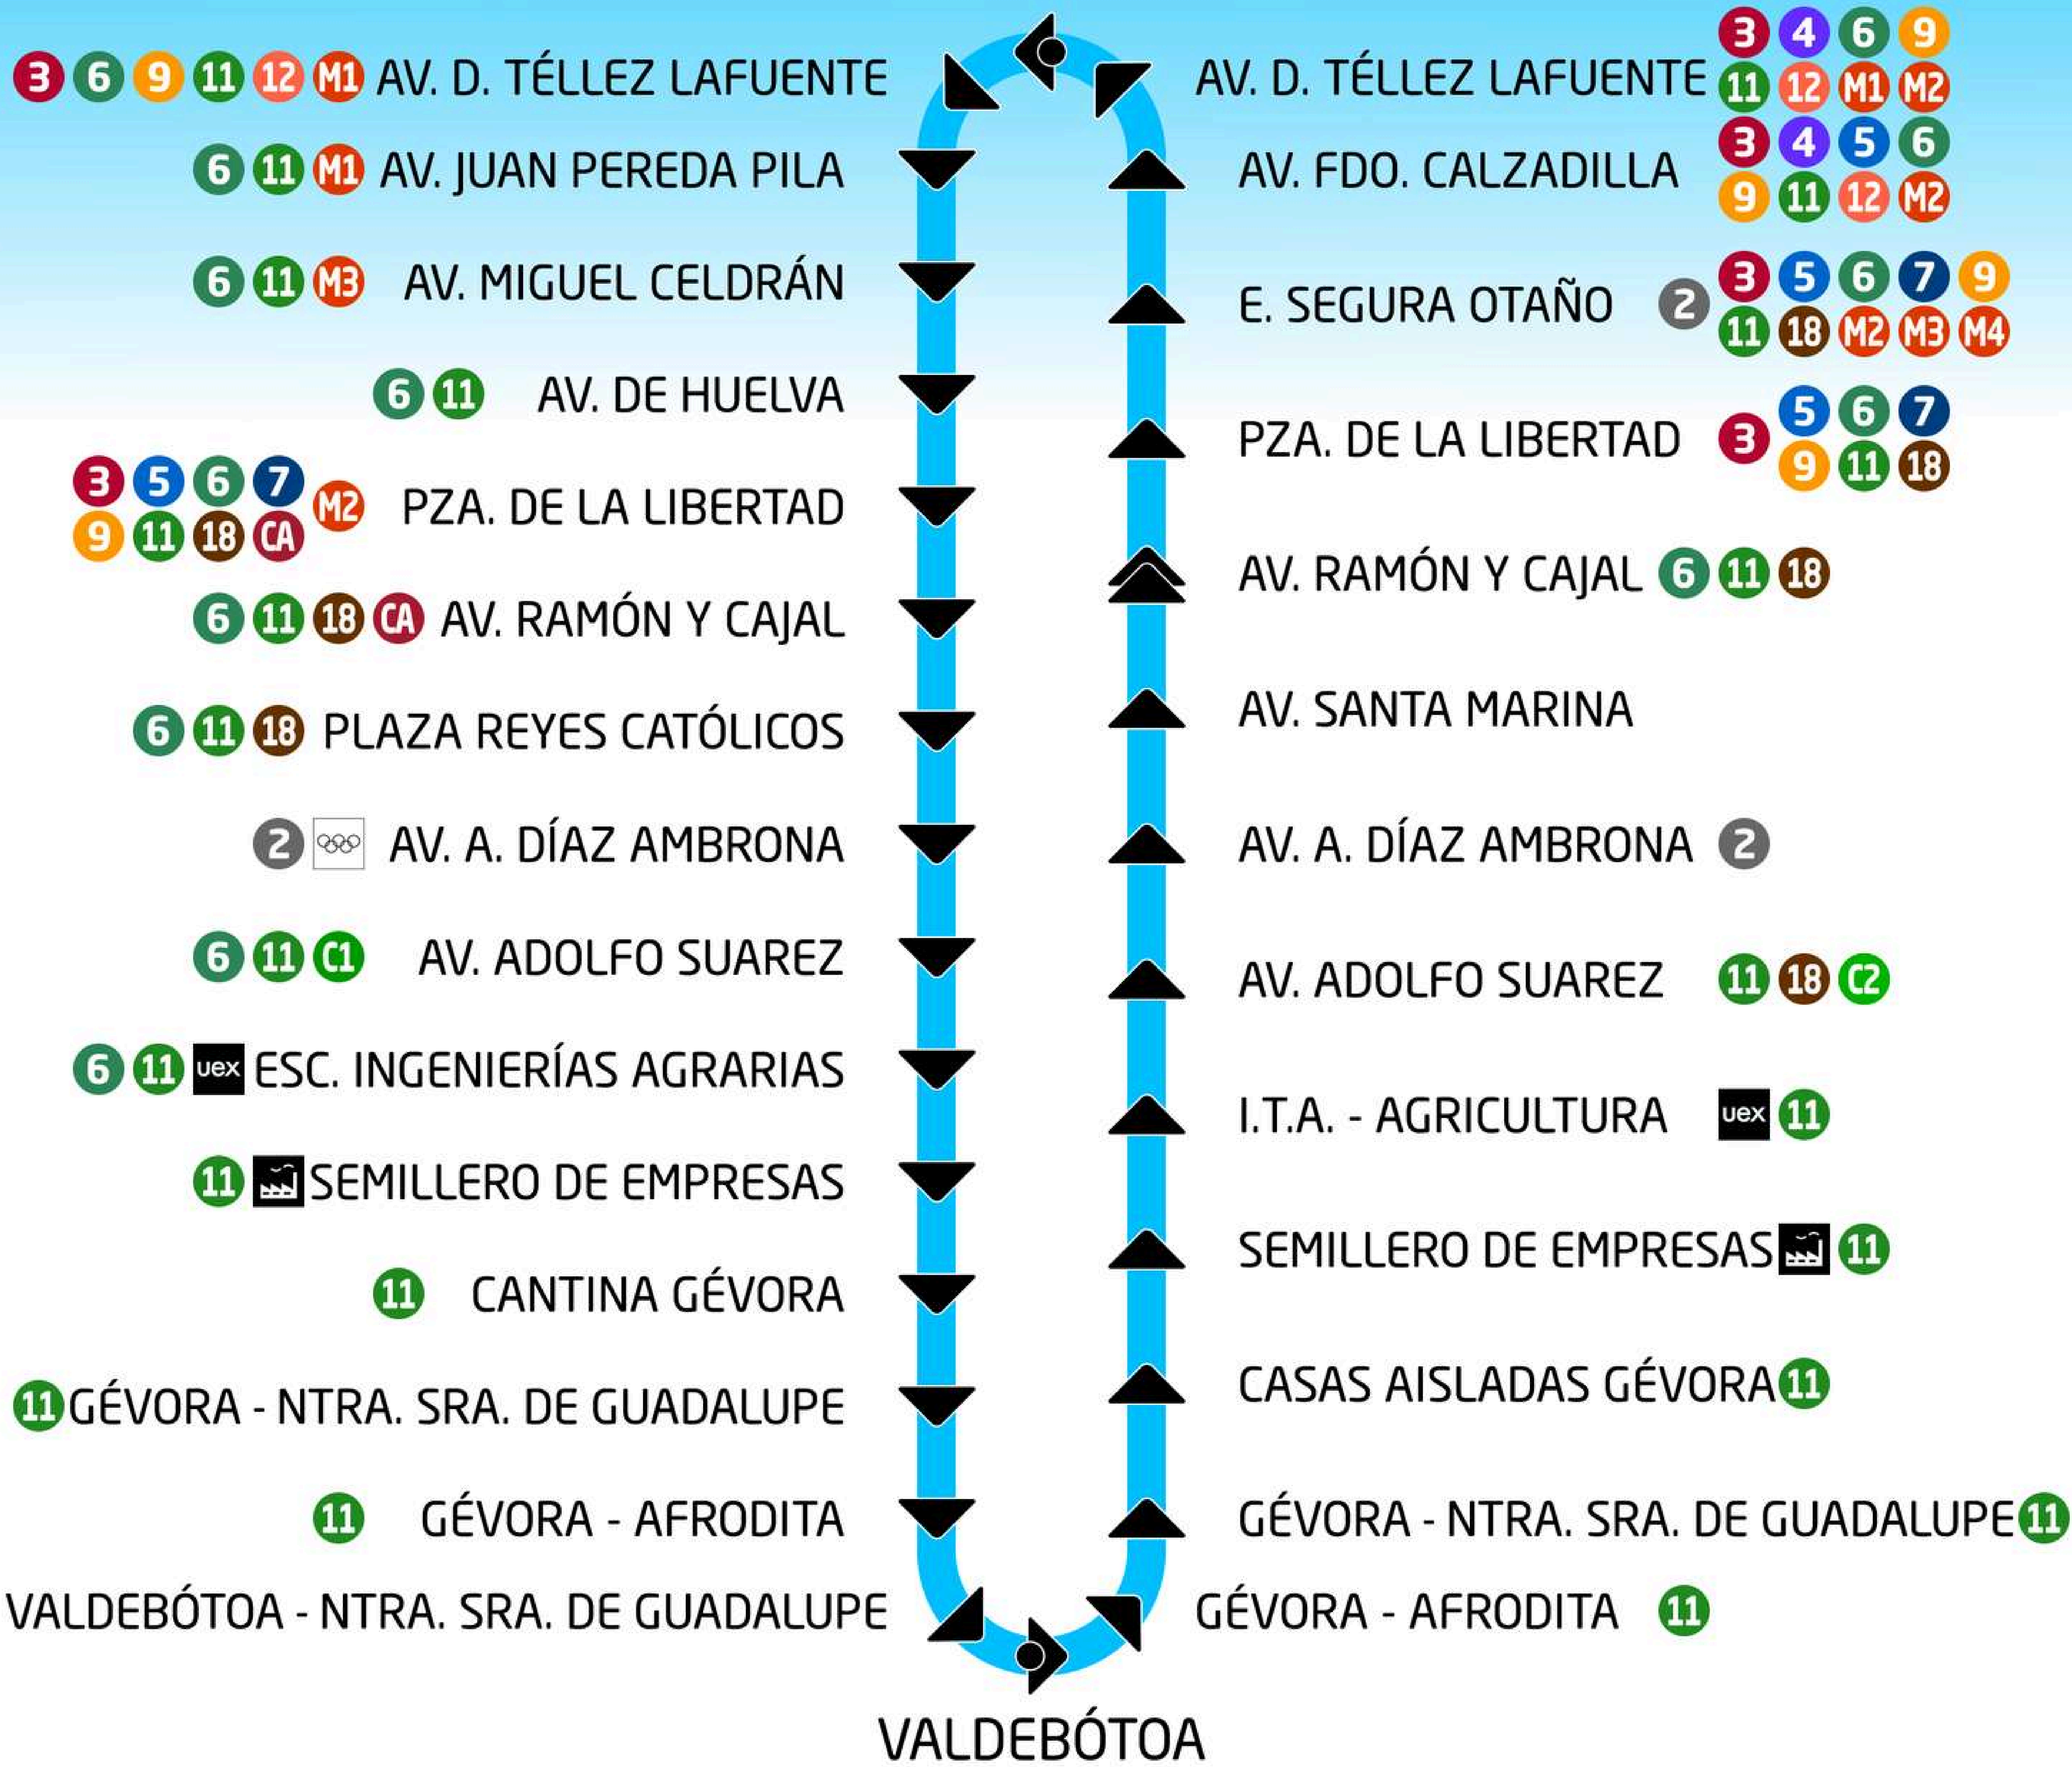 3 6 9 11 12 M1 AV. D. TÉLLEZ LAFUENTE
6 11 M1 AV. JUAN PEREDA PILA
6 11 M3 AV. MIGUEL CELDRÁN
6 11 AV. DE HUELVA
3 5 6 7
9 11 18 CA
M2 PZA. DE LA LIBERTAD
6 11 18 CA AV. RAMÓN Y CAJAL
6 11 18 PLAZA REYES CATÓLICOS
2 AV. A. DÍAZ AMBRONA
6 11 C1 AV. ADOLFO SUAREZ
6 11 uex ESC. INGENIERÍAS AGRARIAS
11 SEMILLERO DE EMPRESAS
11 CANTINA GÉVORA
11 GÉVORA - NTRA. SRA. DE GUADALUPE
11 GÉVORA - AFRODITA
VALDEBÓTOA - NTRA. SRA. DE GUADALUPE
AV. D. TÉLLEZ LAFUENTE
3 4 6 9
11 12 M1 M2
AV. FDO. CALZADILLA
3 4 5 6
9 11 12 M2
E. SEGURA OTAÑO 2
3 5 6 7 9
11 18 M2 M3 M4
PZA. DE LA LIBERTAD 3
5 6 7
9 11 18
AV. RAMÓN Y CAJAL 6 11 18
AV. SANTA MARINA
AV. A. DÍAZ AMBRONA 2
AV. ADOLFO SUAREZ 11 18 C2
I.T.A. - AGRICULTURA uex 11
SEMILLERO DE EMPRESAS 11
CASAS AISLADAS GÉVORA 11
GÉVORA - NTRA. SRA. DE GUADALUPE 11
GÉVORA - AFRODITA 11
VALDEBÓTOA